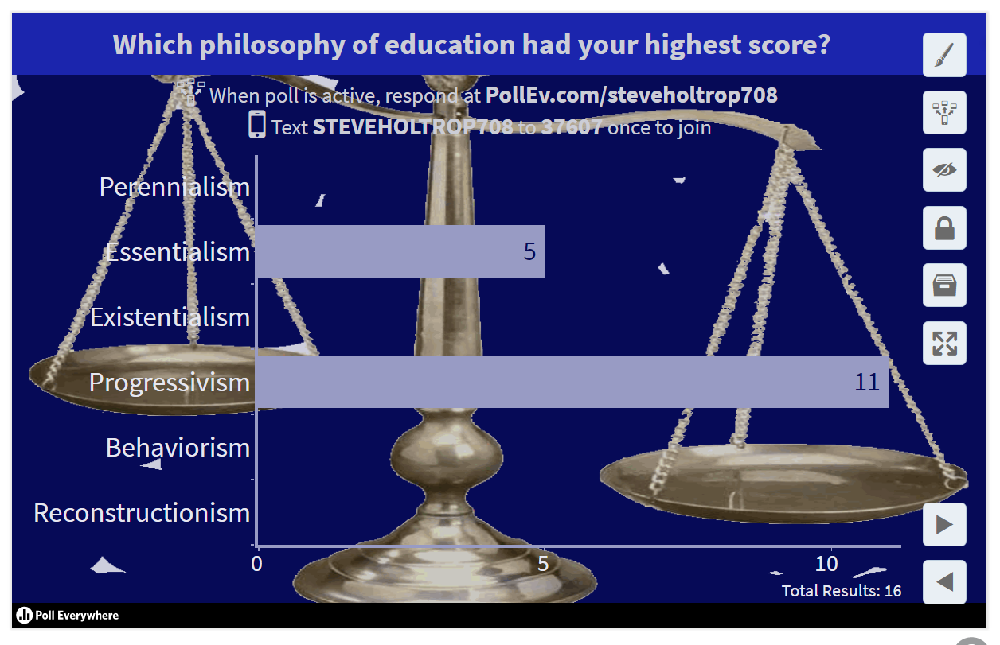 Which philosophy of education had your highest score?
When poll is active, respond at PollEv.com/steveholtrop708
Text STEVEHOLTROP708 to 37607 once to join
Perennialism
Essentialism
5
Existentialism
Progressivism
11
Behaviorism
Reconstructionism
0 5 10
Total Results: 16
Poll Everywhere